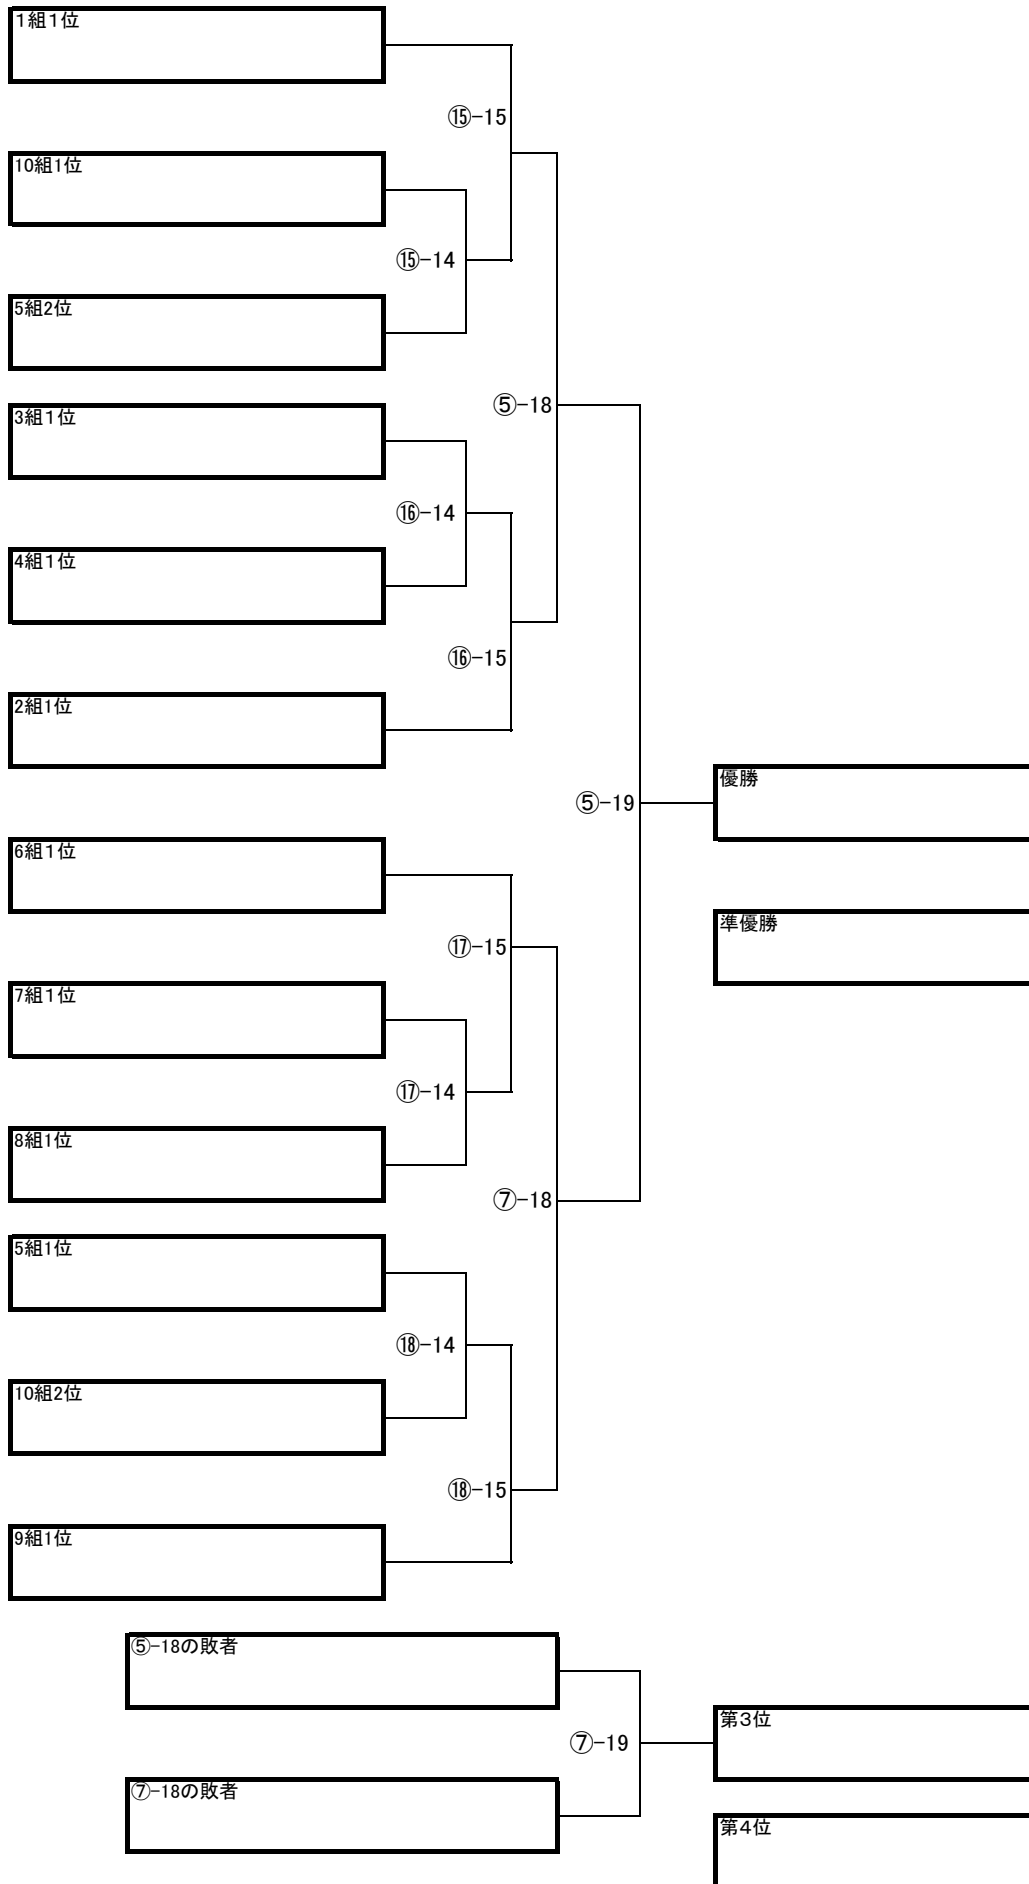 1組1位
⑮-15
10組1位
⑮-14
5組2位
⑤-18
3組1位
⑯-14
4組1位
⑯-15
2組1位
優勝
⑤-19
6組1位
準優勝
⑰-15
7組1位
⑰-14
8組1位
⑦-18
5組1位
⑱-14
10組2位
⑱-15
9組1位
⑤-18の敗者
第3位
⑦-19
⑦-18の敗者
第4位